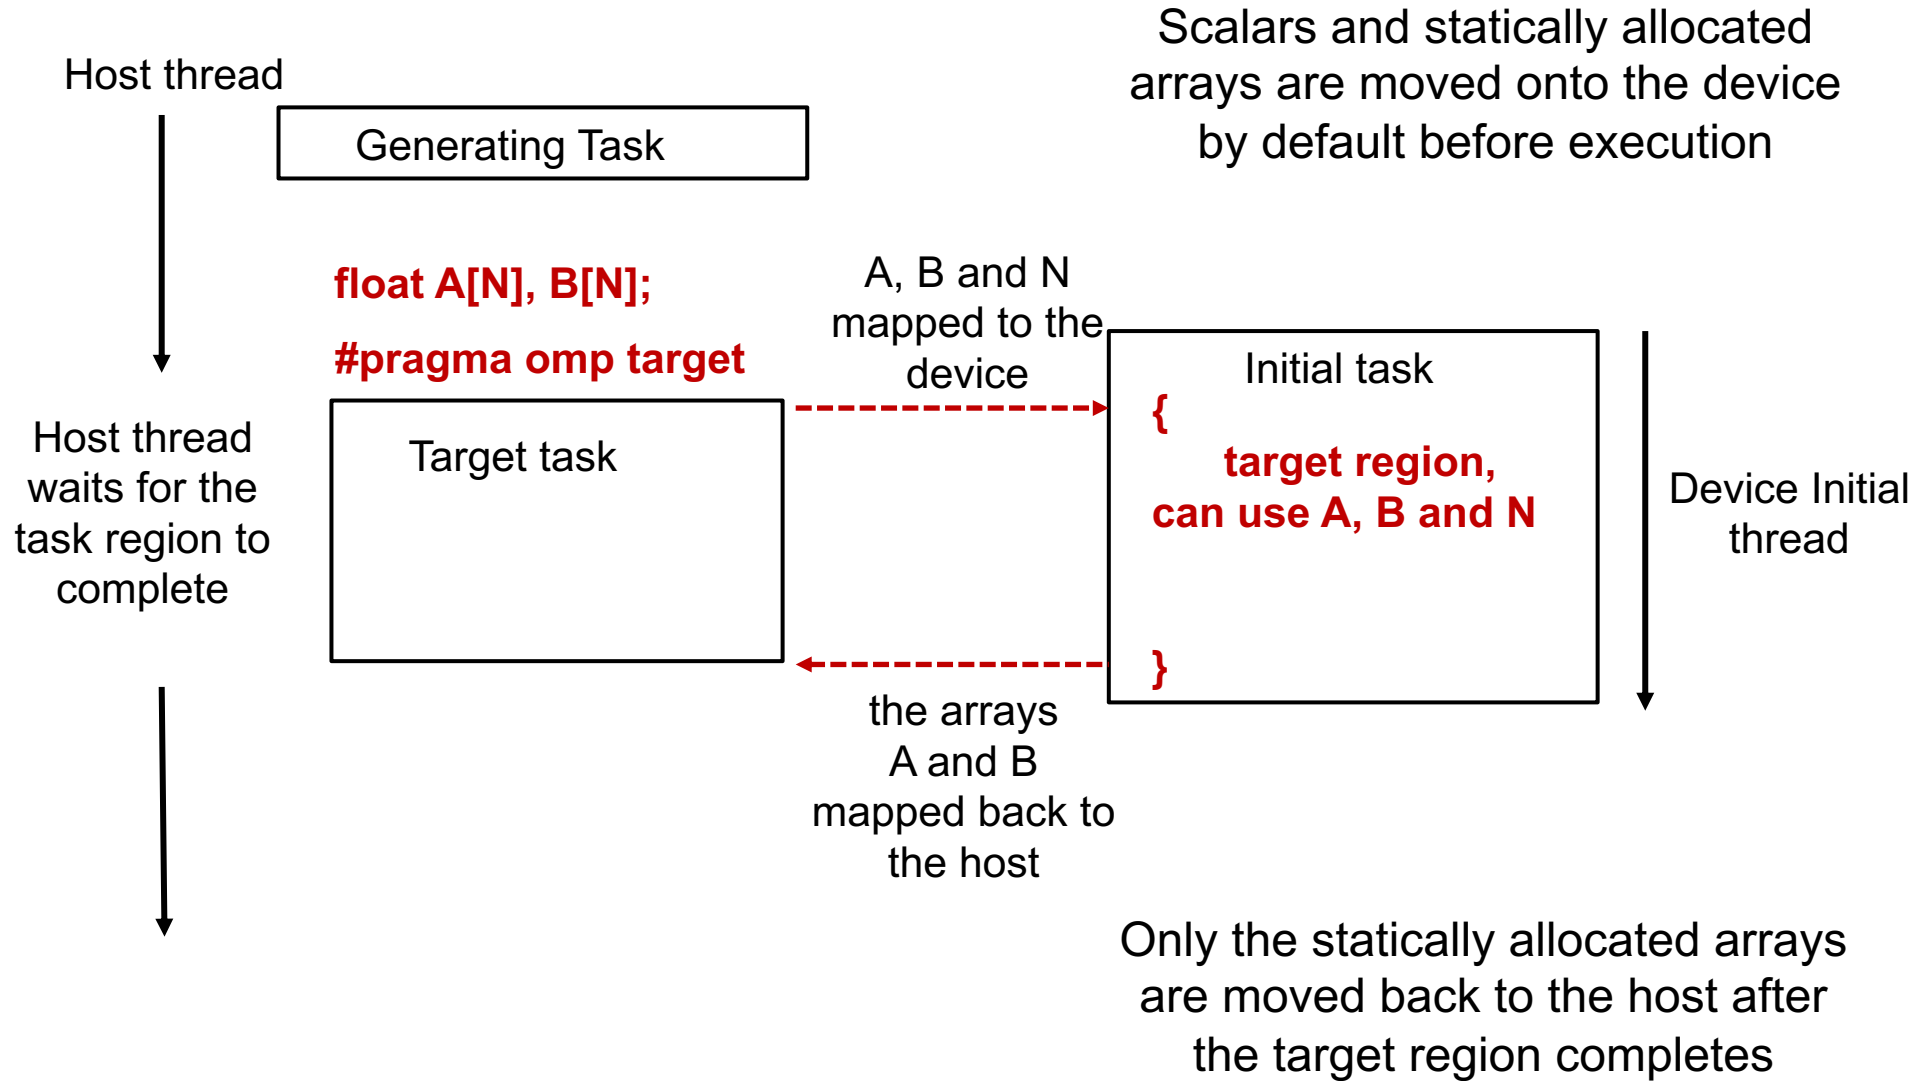 Host thread
Generating Task
Scalars and statically allocated
arrays are moved onto the device
by default before execution
float A[N], B[N];
#pragma omp target
A, B and N
mapped to the
device
Host thread
waits for the
task region to
complete
Target task
Initial task
{
target region,
can use A, B and N
}
Device Initial
thread
the arrays
A and B
mapped back to
the host
Only the statically allocated arrays
are moved back to the host after
the target region completes